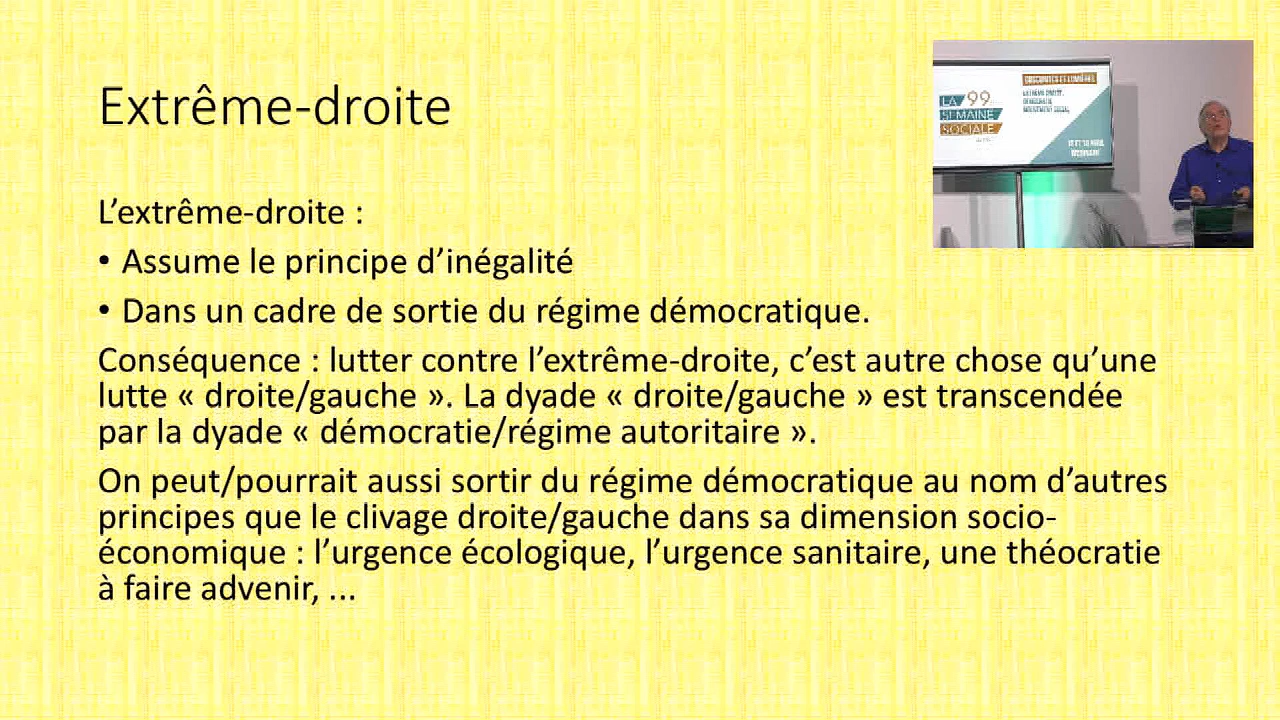 Extrême-droite
L’extrême-droite :
• Assume le principe d’inégalité
• Dans un cadre de sortie du régime démocratique.
Conséquence : lutter contre l’extrême-droite, c’est autre chose qu’une
lutte « droite/gauche ». La dyade « droite/gauche » est transcendée
par la dyade « démocratie/régime autoritaire ».
On peut/pourrait aussi sortir du régime démocratique au nom d’autres
principes que le clivage droite/gauche dans sa dimension socio-
économique : l’urgence écologique, l’urgence sanitaire, une théocratie
à faire advenir, ...
LA 99
SEMAINE
SOCIALE